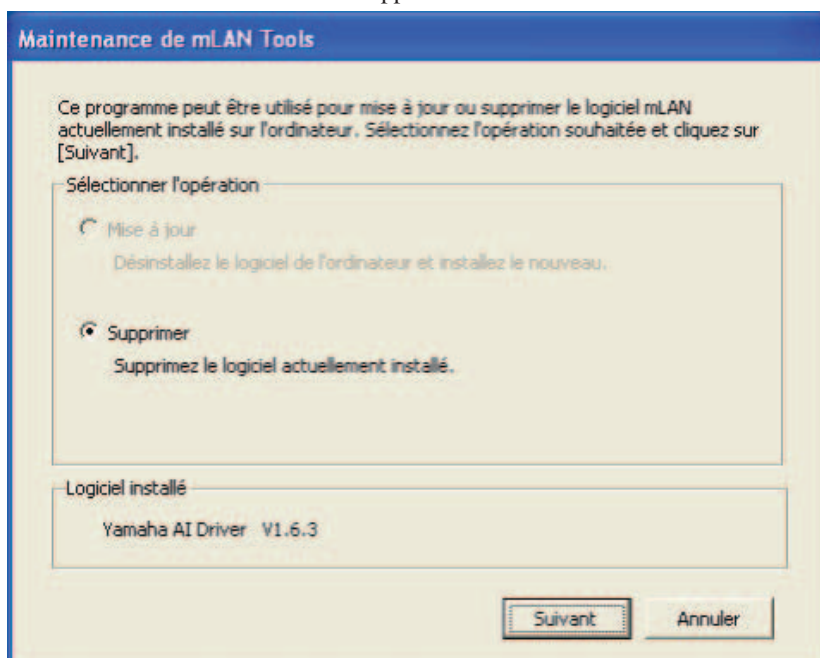 Maintenance de mLAN Tools
Ce programme peut être utilisé pour mise à jour ou supprimer le logiciel mLAN
actuellement installé sur l'ordinateur. Sélectionnez l'opération souhaitée et cliquez sur
[Suivant].
Sélectionner l'opération
Mise à jour
Désinstallez le logiciel de l'ordinateur et installez le nouveau.
Supprimer
Supprimez le logiciel actuellement installé.
Logiciel installé
Yamaha AI Driver V1.6.3
Suivant Annuler